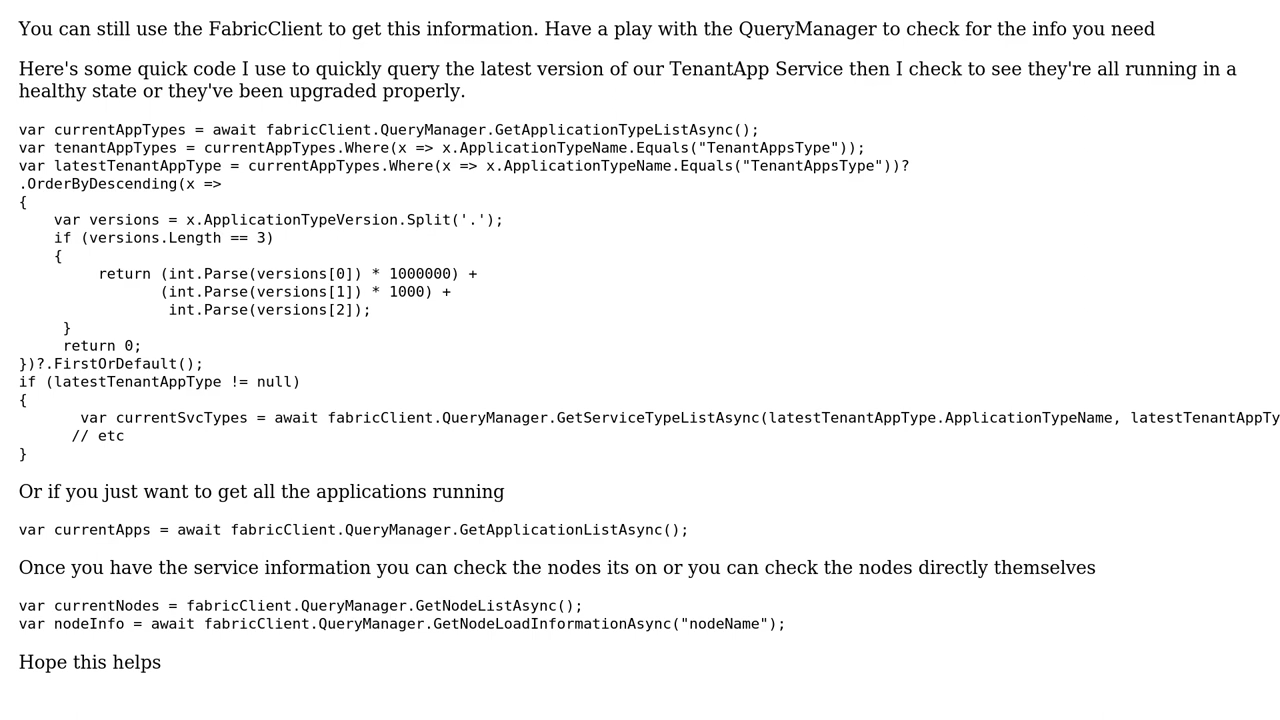 You can still use the FabricClient to get this information. Have a play with the QueryManager to check for the info you need
Here's some quick code I use to quickly query the latest version of our TenantApp Service then I check to see they're all running in a
healthy state or they've been upgraded properly.
var currentAppTypes = await fabricClient.QueryManager.GetApplicationTypeListAsync();
var tenantAppTypes = currentAppTypes.Where(x => x.ApplicationTypeName.Equals("TenantAppsType"));
var latestTenantAppType = currentAppTypes.Where(x => x.ApplicationTypeName.Equals("TenantAppsType"))?
.OrderByDescending(x =>
{
    var versions = x.ApplicationTypeVersion.Split('.');
    if (versions.Length == 3)
    {
         return (int.Parse(versions[0]) * 1000000) +
                (int.Parse(versions[1]) * 1000) +
                 int.Parse(versions[2]);
     }
     return 0;
})?.FirstOrDefault();
if (latestTenantAppType != null)
{
       var currentSvcTypes = await fabricClient.QueryManager.GetServiceTypeListAsync(latestTenantAppType.ApplicationTypeName, latestTenantAppTy
      // etc
}
Or if you just want to get all the applications running
var currentApps = await fabricClient.QueryManager.GetApplicationListAsync();
Once you have the service information you can check the nodes its on or you can check the nodes directly themselves
var currentNodes = fabricClient.QueryManager.GetNodeListAsync();
var nodeInfo = await fabricClient.QueryManager.GetNodeLoadInformationAsync("nodeName");
Hope this helps